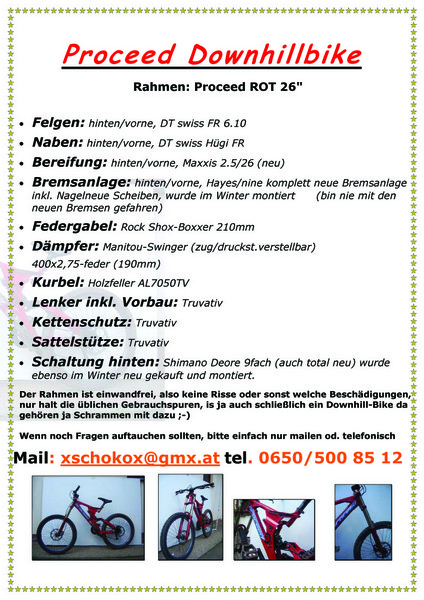 Proceed Downhillbike
Rahmen: Proceed ROT 26"
• Felgen: hinten/vorne, DT swiss FR 6.10
• Naben: hinten/vorne, DT swiss Hügi FR
• Bereifung: hinten/vorne, Maxxis 2.5/26 (neu)
• Bremsanlage: hinten/vorne, Hayes/nine komplett neue Bremsanlage
inkl. Nagelneue Scheiben, wurde im Winter montiert (bin nie mit den
neuen Bremsen gefahren)
• Federgabel: Rock Shox-Boxxer 210mm
• Dämpfer: Manitou-Swinger (zug/druckst.verstellbar)
400x2,75-feder (190mm)
• Kurbel: Holzfeller AL7050TV
• Lenker inkl. Vorbau: Truvativ
• Kettenschutz: Truvativ
• Sattelstütze: Truvativ
• Schaltung hinten: Shimano Deore 9fach (auch total neu) wurde
ebenso im Winter neu gekauft und montiert.
Der Rahmen ist einwandfrei, also keine Risse oder sonst welche Beschädigungen,
nur halt die üblichen Gebrauchspuren, is ja auch schließlich ein Downhill-Bike da
gehören ja Schrammen mit dazu ;-)
Wenn noch Fragen auftauchen sollten, bitte einfach nur mailen od. telefonisch
Mail: xschokox@gmx.at tel. 0650/500 85 12